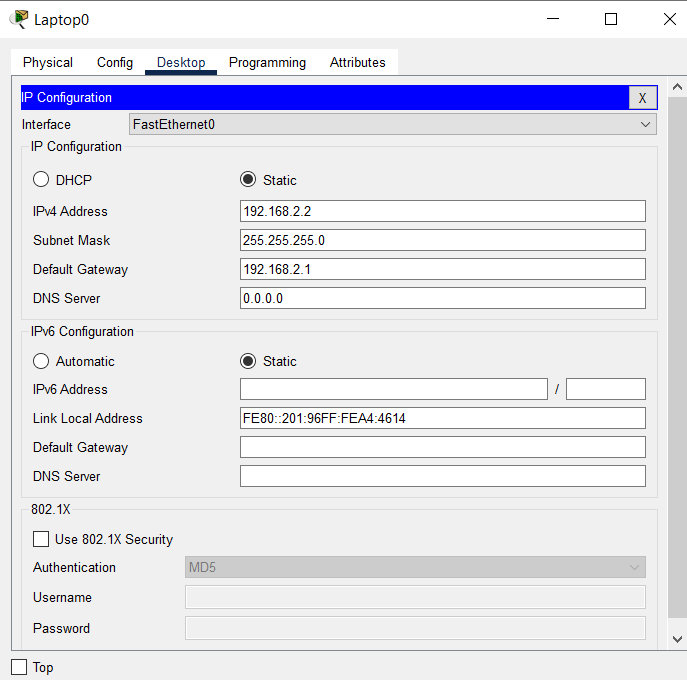 Laptop0
Physical Config Desktop Programming Attributes
IP Configuration X
Interface FastEthernet0
IP Configuration
DHCP Static
IPv4 Address 192.168.2.2
Subnet Mask 255.255.255.0
Default Gateway 192.168.2.1
DNS Server 0.0.0.0
IPv6 Configuration
Automatic Static
IPv6 Address /
Link Local Address FE80::201:96FF:FEA4:4614
Default Gateway
DNS Server
802.1X
Use 802.1X Security
Authentication MD5
Username
Password
Top